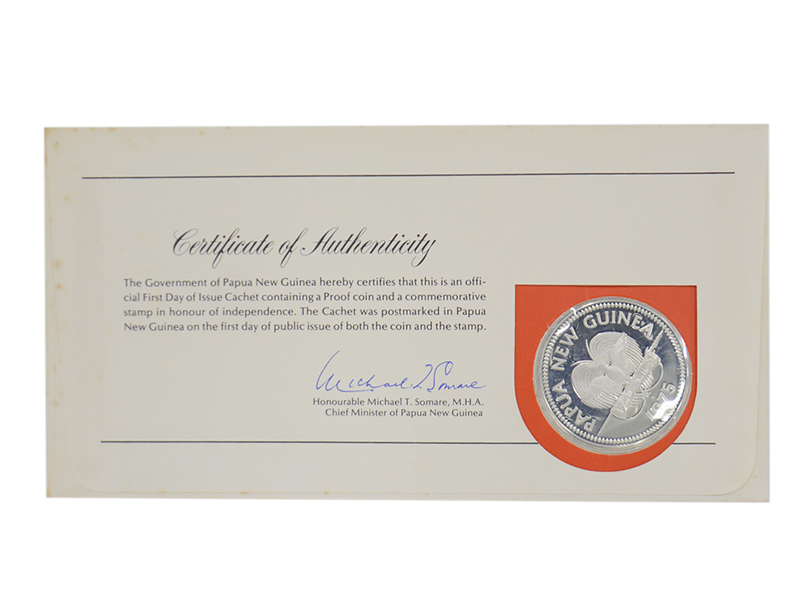 Certificate of Authenticity
The Government of Papua New Guinea hereby certifies that this is an offi-
cial First Day of Issue Cachet containing a Proof coin and a commemorative
stamp in honour of independence. The Cachet was postmarked in Papua
New Guinea on the first day of public issue of both the coin and the stamp.
Michael T Somare
Honourable Michael T. Somare, M.H.A.
Chief Minister of Papua New Guinea
PAPUA NEW GUINEA
1975